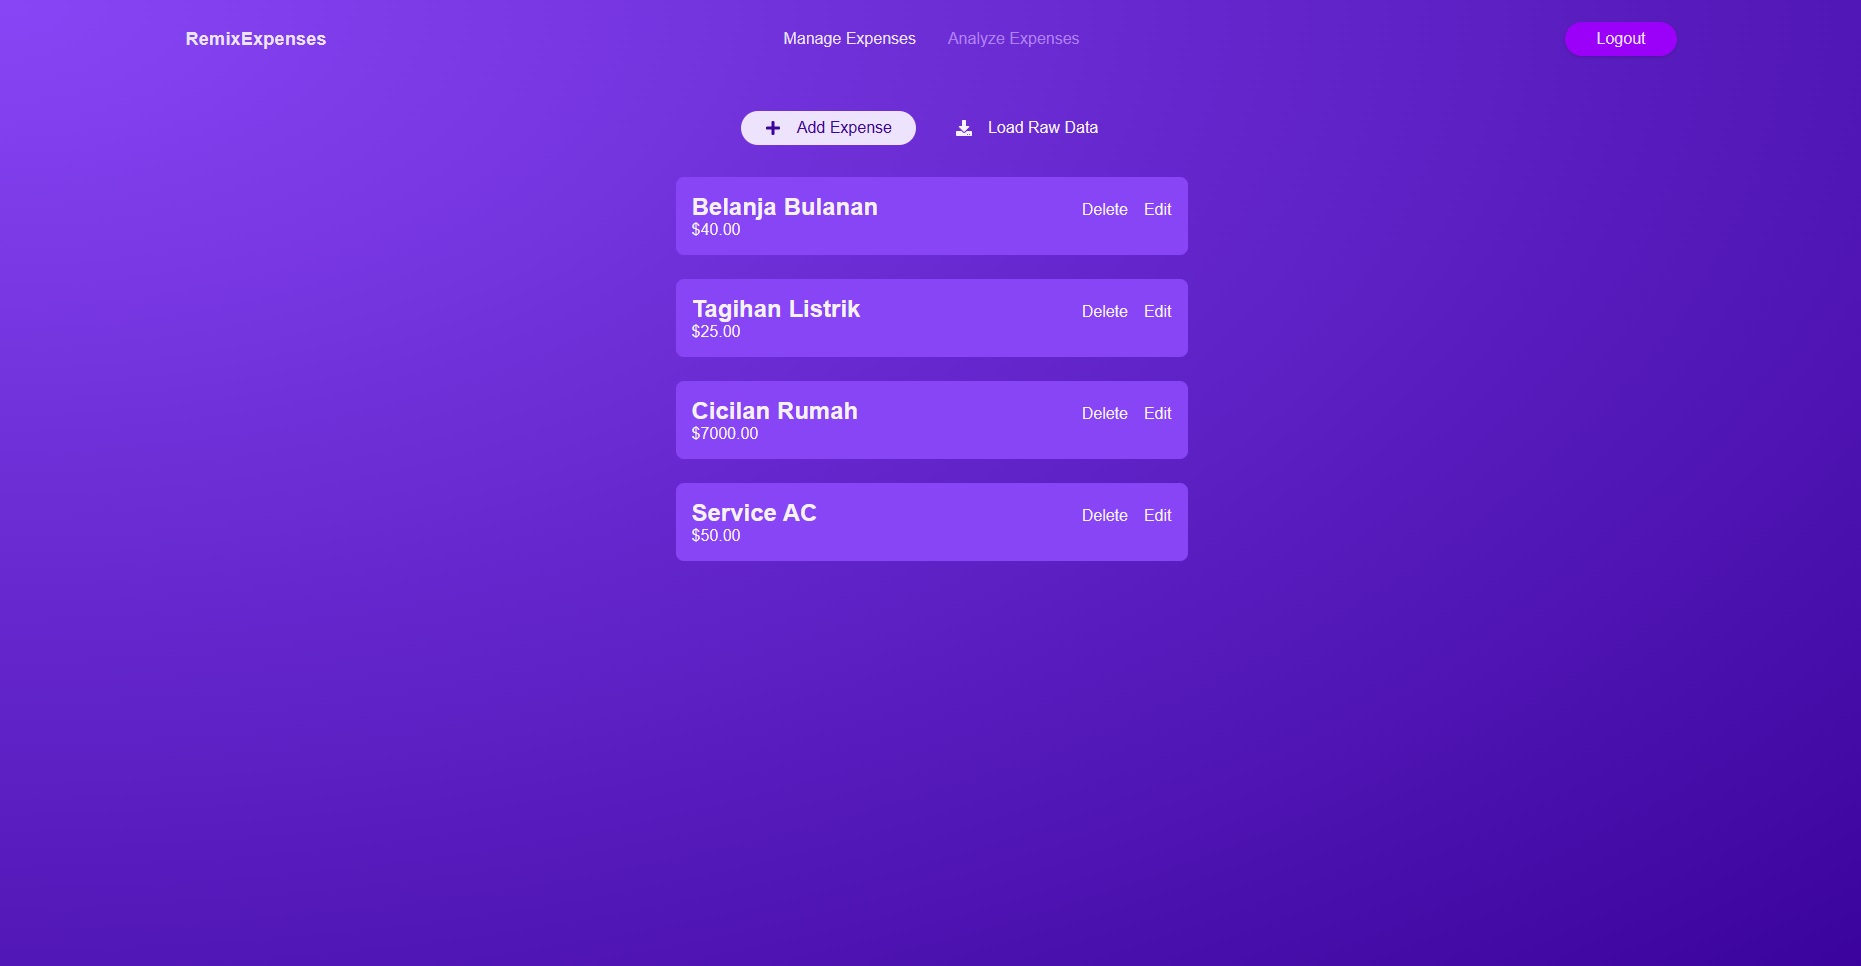 RemixExpenses
Manage Expenses
Analyze Expenses
Logout
Add Expense
Load Raw Data
Belanja Bulanan
$40.00
Delete
Edit
Tagihan Listrik
$25.00
Delete
Edit
Cicilan Rumah
$7000.00
Delete
Edit
Service AC
$50.00
Delete
Edit